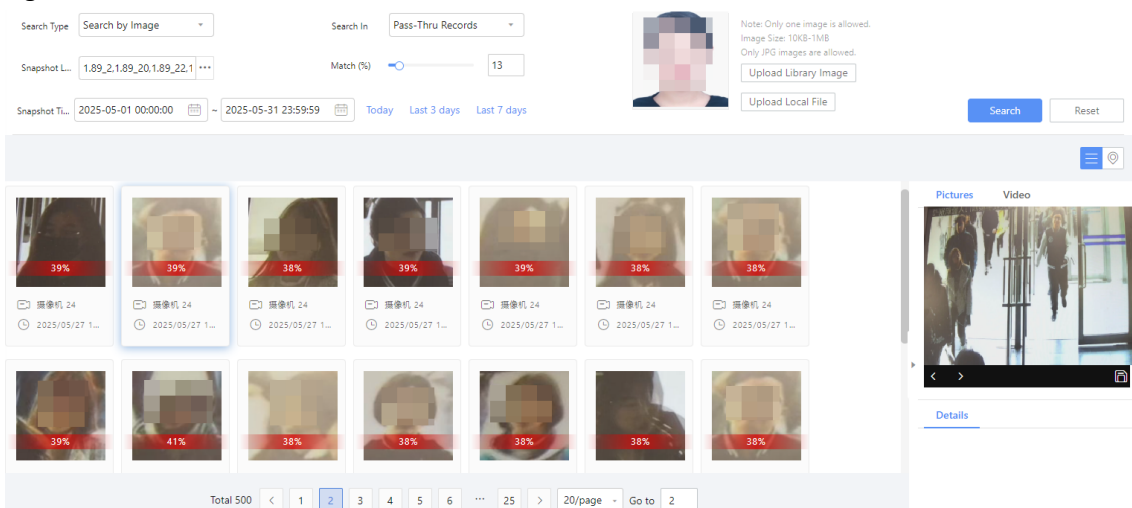 Search Type Search by Image Search In Pass-Thru Records
Note: Only one image is allowed.
Image Size: 10KB-1MB
Only JPG images are allowed.
Snapshot L... 1.89_2,1.89_20,1.89_22,1 ... Match (%) 13
Upload Library Image
Snapshot Ti... 2025-05-01 00:00:00 ~ 2025-05-31 23:59:59 Today Last 3 days Last 7 days
Upload Local File
Search Reset
Pictures Video
39% 39% 38% 39% 39% 38% 38%
摄像机 24 摄像机 24 摄像机 24 摄像机 24 摄像机 24 摄像机 24 摄像机 24
2025/05/27 1... 2025/05/27 1... 2025/05/27 1... 2025/05/27 1... 2025/05/27 1... 2025/05/27 1... 2025/05/27 1...
Details
39% 41% 38% 38% 38% 38% 38%
Total 500 < 1 2 3 4 5 6 ... 25 > 20/page Go to 2